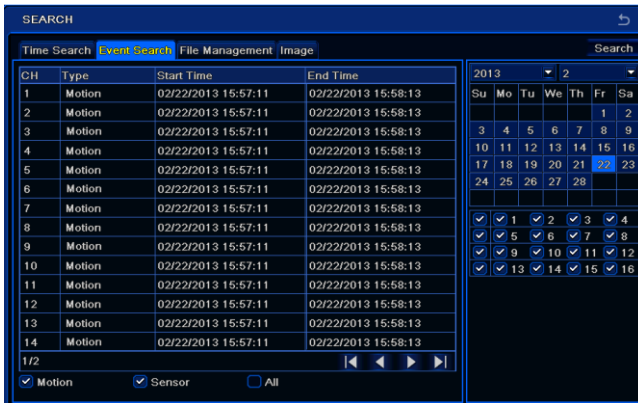 SEARCH
Time Search Event Search File Management Image Search
CH Type Start Time End Time
1 Motion 02/22/2013 15:57:11 02/22/2013 15:58:13
2 Motion 02/22/2013 15:57:11 02/22/2013 15:58:13
3 Motion 02/22/2013 15:57:11 02/22/2013 15:58:13
4 Motion 02/22/2013 15:57:11 02/22/2013 15:58:13
5 Motion 02/22/2013 15:57:11 02/22/2013 15:58:13
6 Motion 02/22/2013 15:57:11 02/22/2013 15:58:13
7 Motion 02/22/2013 15:57:11 02/22/2013 15:58:13
8 Motion 02/22/2013 15:57:11 02/22/2013 15:58:13
9 Motion 02/22/2013 15:57:11 02/22/2013 15:58:13
10 Motion 02/22/2013 15:57:11 02/22/2013 15:58:13
11 Motion 02/22/2013 15:57:11 02/22/2013 15:58:13
12 Motion 02/22/2013 15:57:11 02/22/2013 15:58:13
13 Motion 02/22/2013 15:57:11 02/22/2013 15:58:13
14 Motion 02/22/2013 15:57:11 02/22/2013 15:58:13
1/2
Motion Sensor All
2013 2
Su Mo Tu We Th Fr Sa
1 2
3 4 5 6 7 8 9
10 11 12 13 14 15 16
17 18 19 20 21 22 23
24 25 26 27 28
1 2 3 4
5 6 7 8
9 10 11 12
13 14 15 16